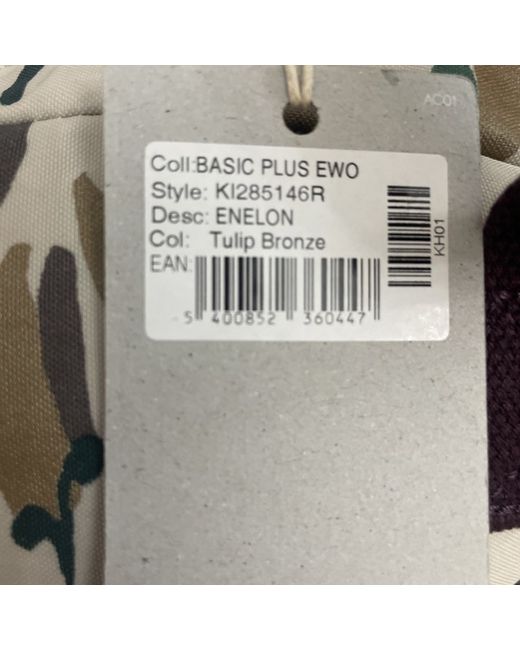 AC01
Coll:BASIC PLUS EWO
Style: KI285146R
Desc: ENELON
Col: Tulip Bronze
EAN:
5 400852 360447
KH01